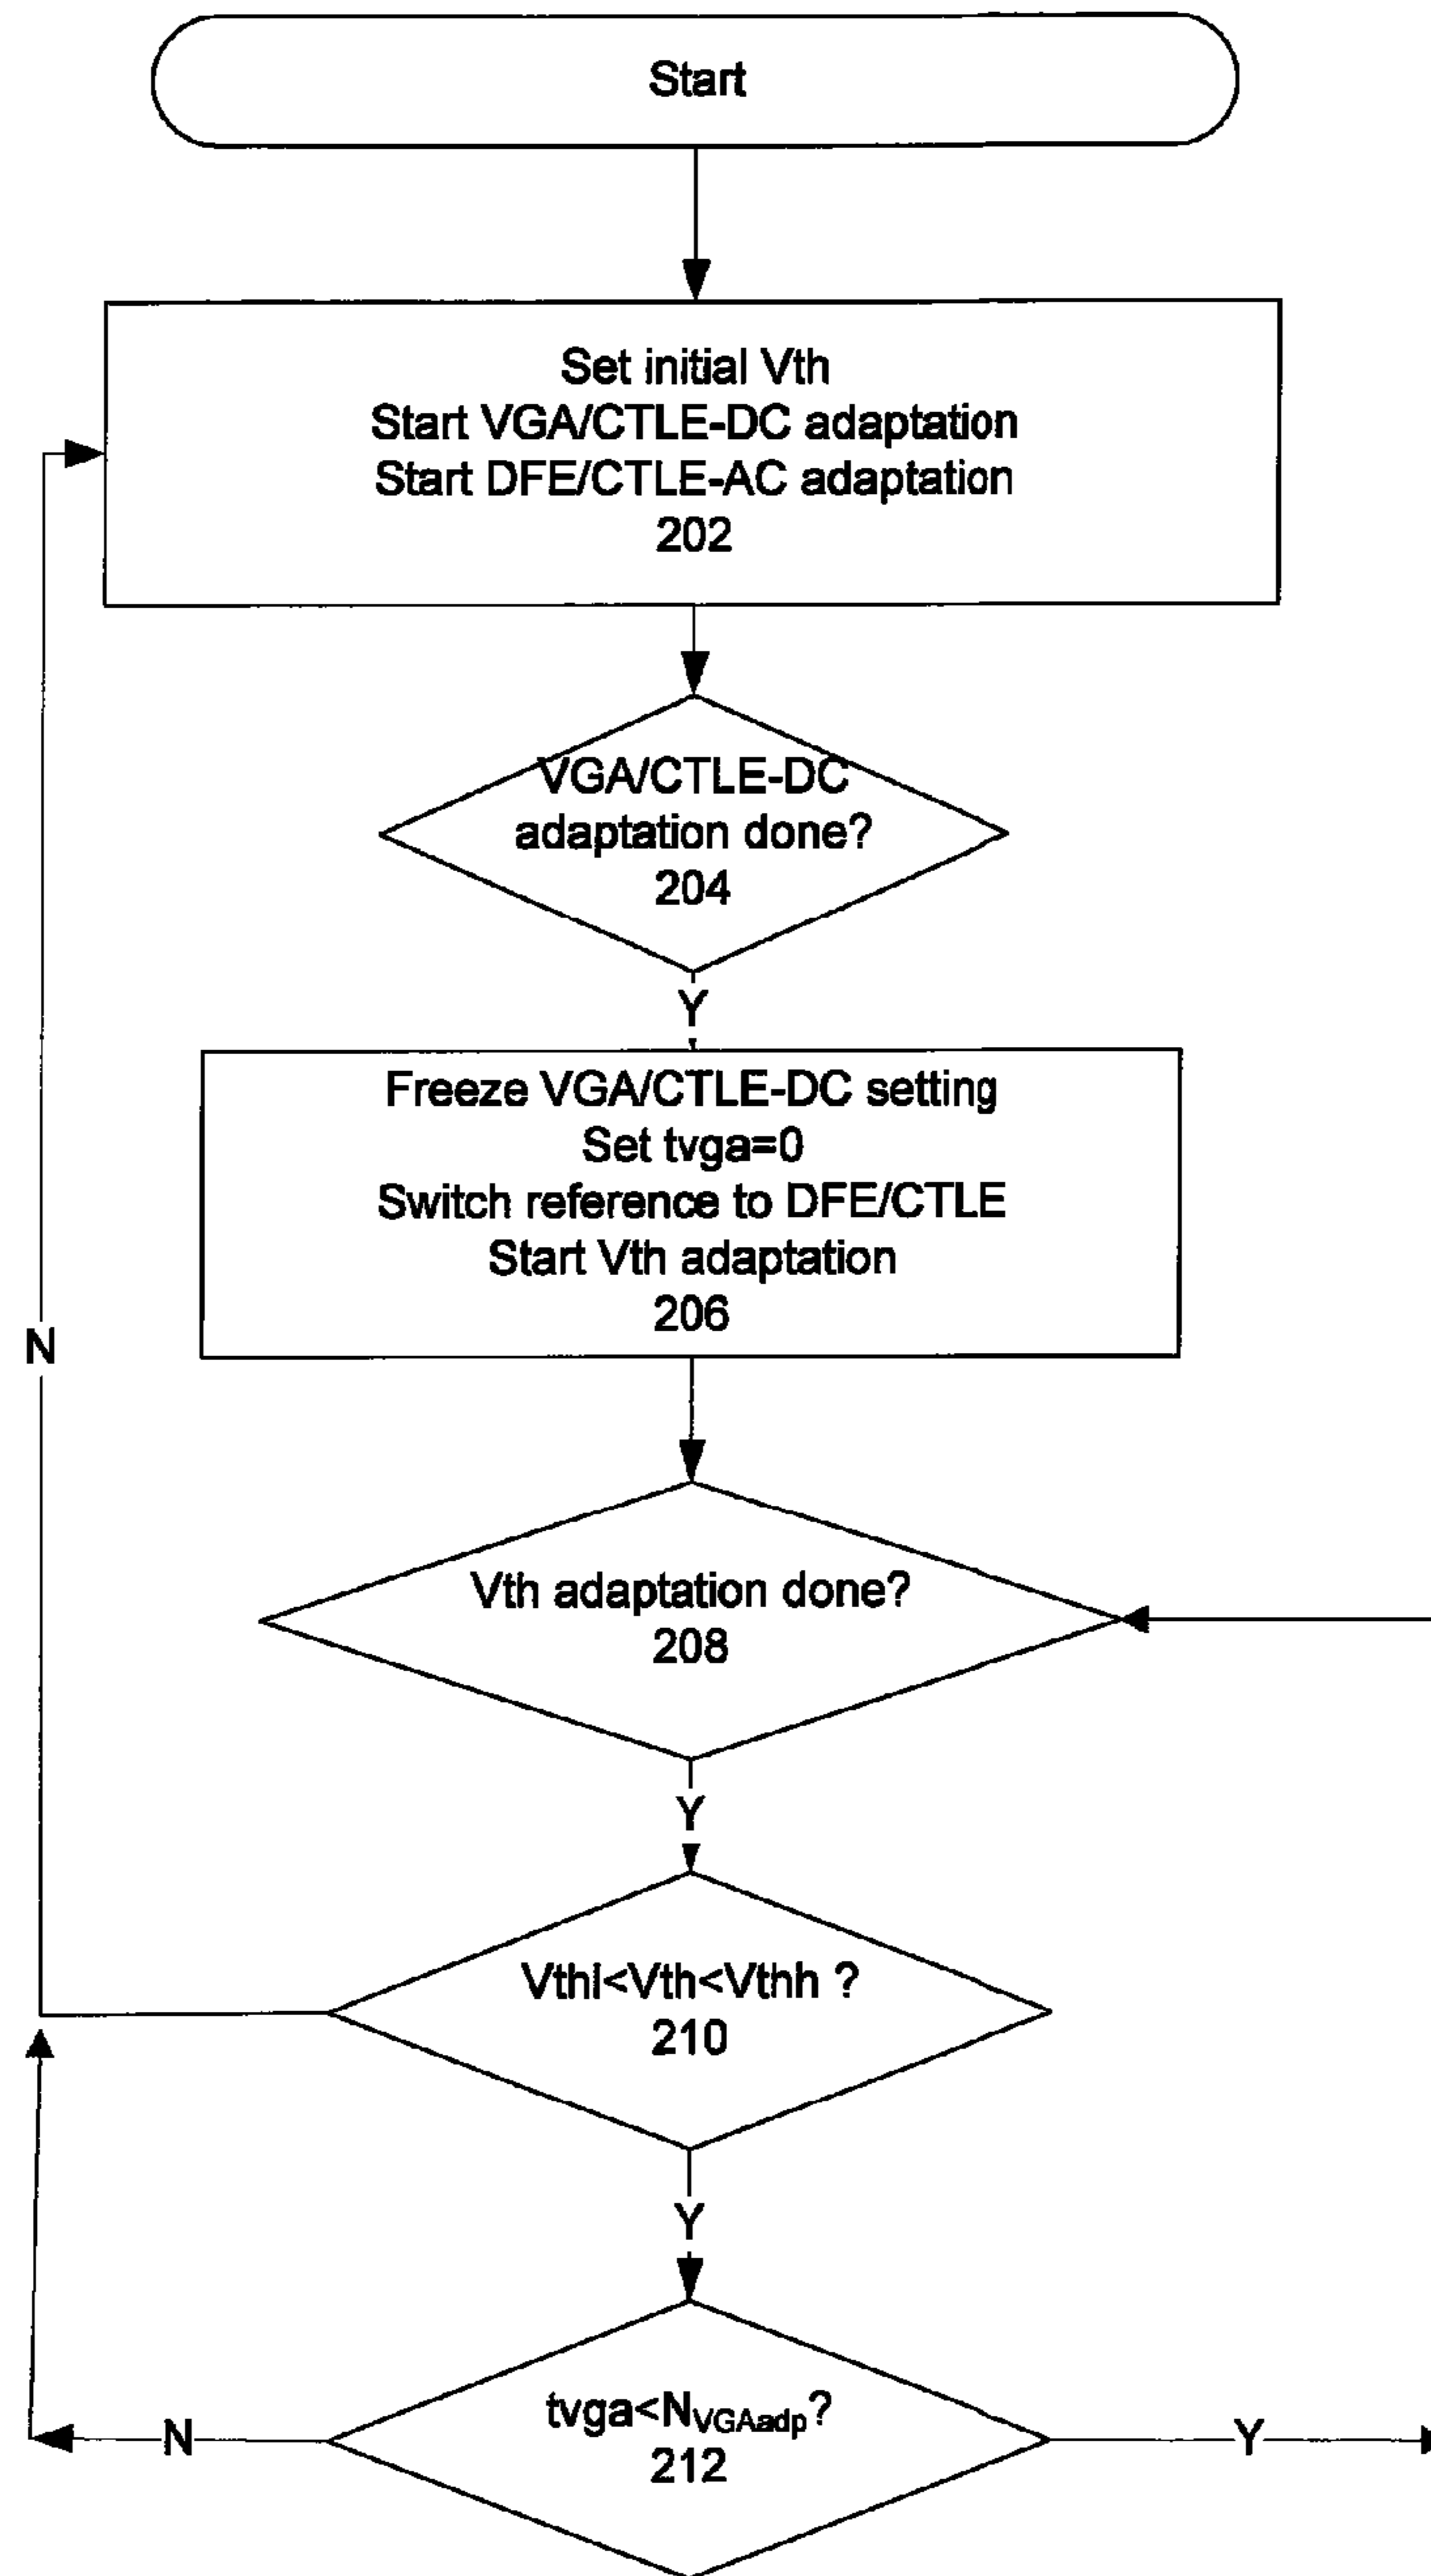 Start
Set initial Vth
Start VGA/CTLE-DC adaptation
Start DFE/CTLE-AC adaptation
202
VGA/CTLE-DC
adaptation done?
204
Y
Freeze VGA/CTLE-DC setting
Set tvga=0
Switch reference to DFE/CTLE
Start Vth adaptation
206
N
Vth adaptation done?
208
Y
Vthl<Vth<Vthh ?
210
Y
tvga<NVGAadp?
212
N
Y